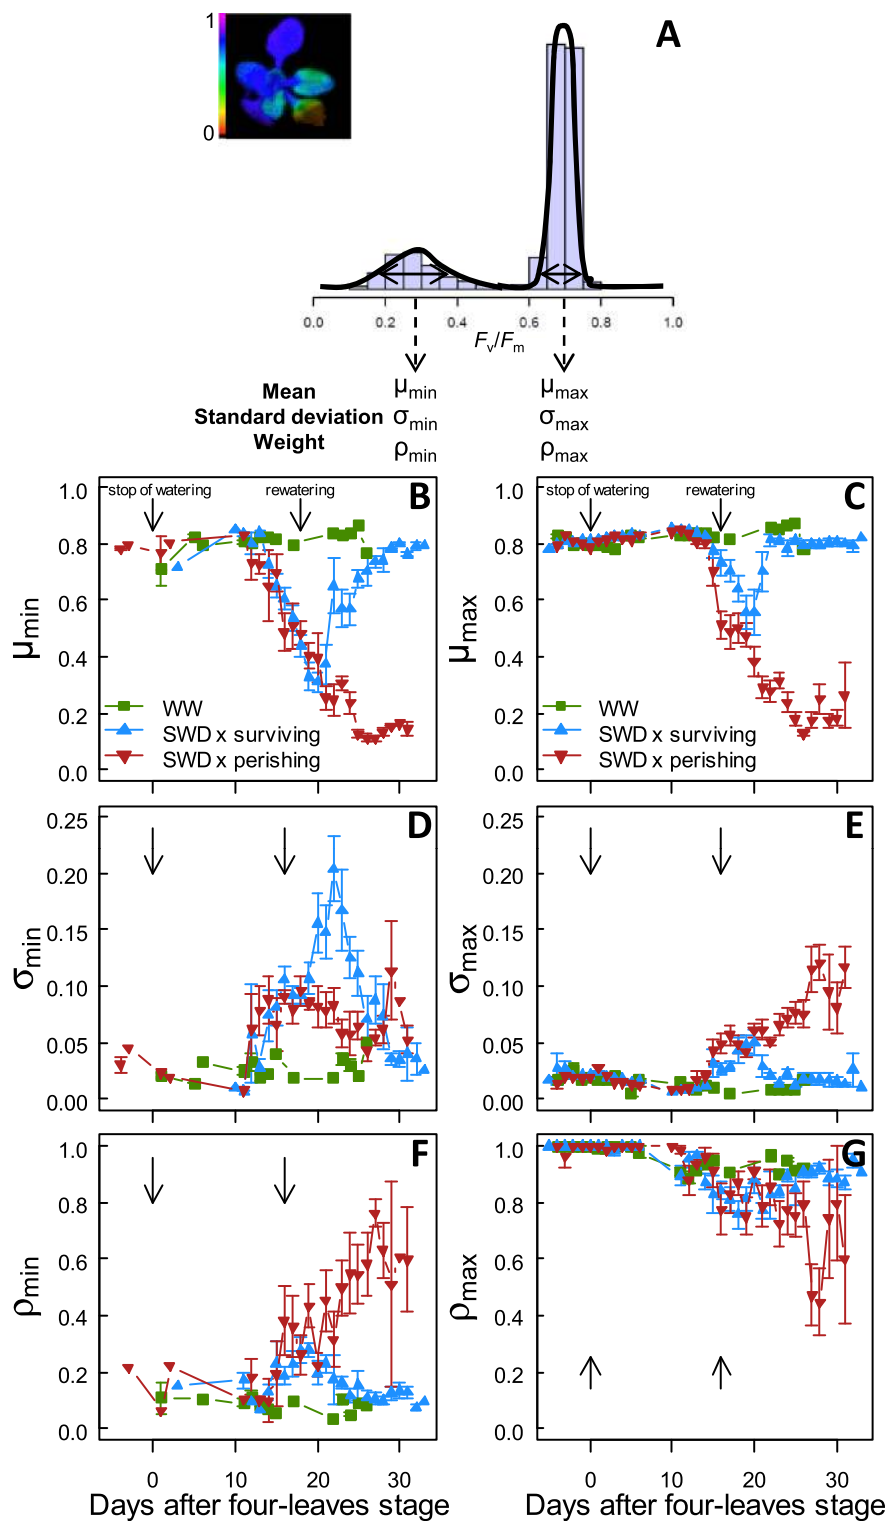 1
0
A
0.0 0.2 0.4 0.6 0.8 1.0
Fv/Fm
Mean μmin μmax
Standard deviation σmin σmax
Weight ρmin ρmax
1.0
0.8
0.6
0.4
0.2
0.0
μmin
stop of watering rewatering B
WW
SWD x surviving
SWD x perishing
1.0
0.8
0.6
0.4
0.2
0.0
μmax
stop of watering rewatering C
WW
SWD x surviving
SWD x perishing
0.25
0.20
0.15
0.10
0.05
0.00
σmin
D
0.25
0.20
0.15
0.10
0.05
0.00
σmax
E
1.0
0.8
0.6
0.4
0.2
0.0
ρmin
F
0 10 20 30
Days after four-leaves stage
1.0
0.8
0.6
0.4
0.2
0.0
ρmax
G
0 10 20 30
Days after four-leaves stage